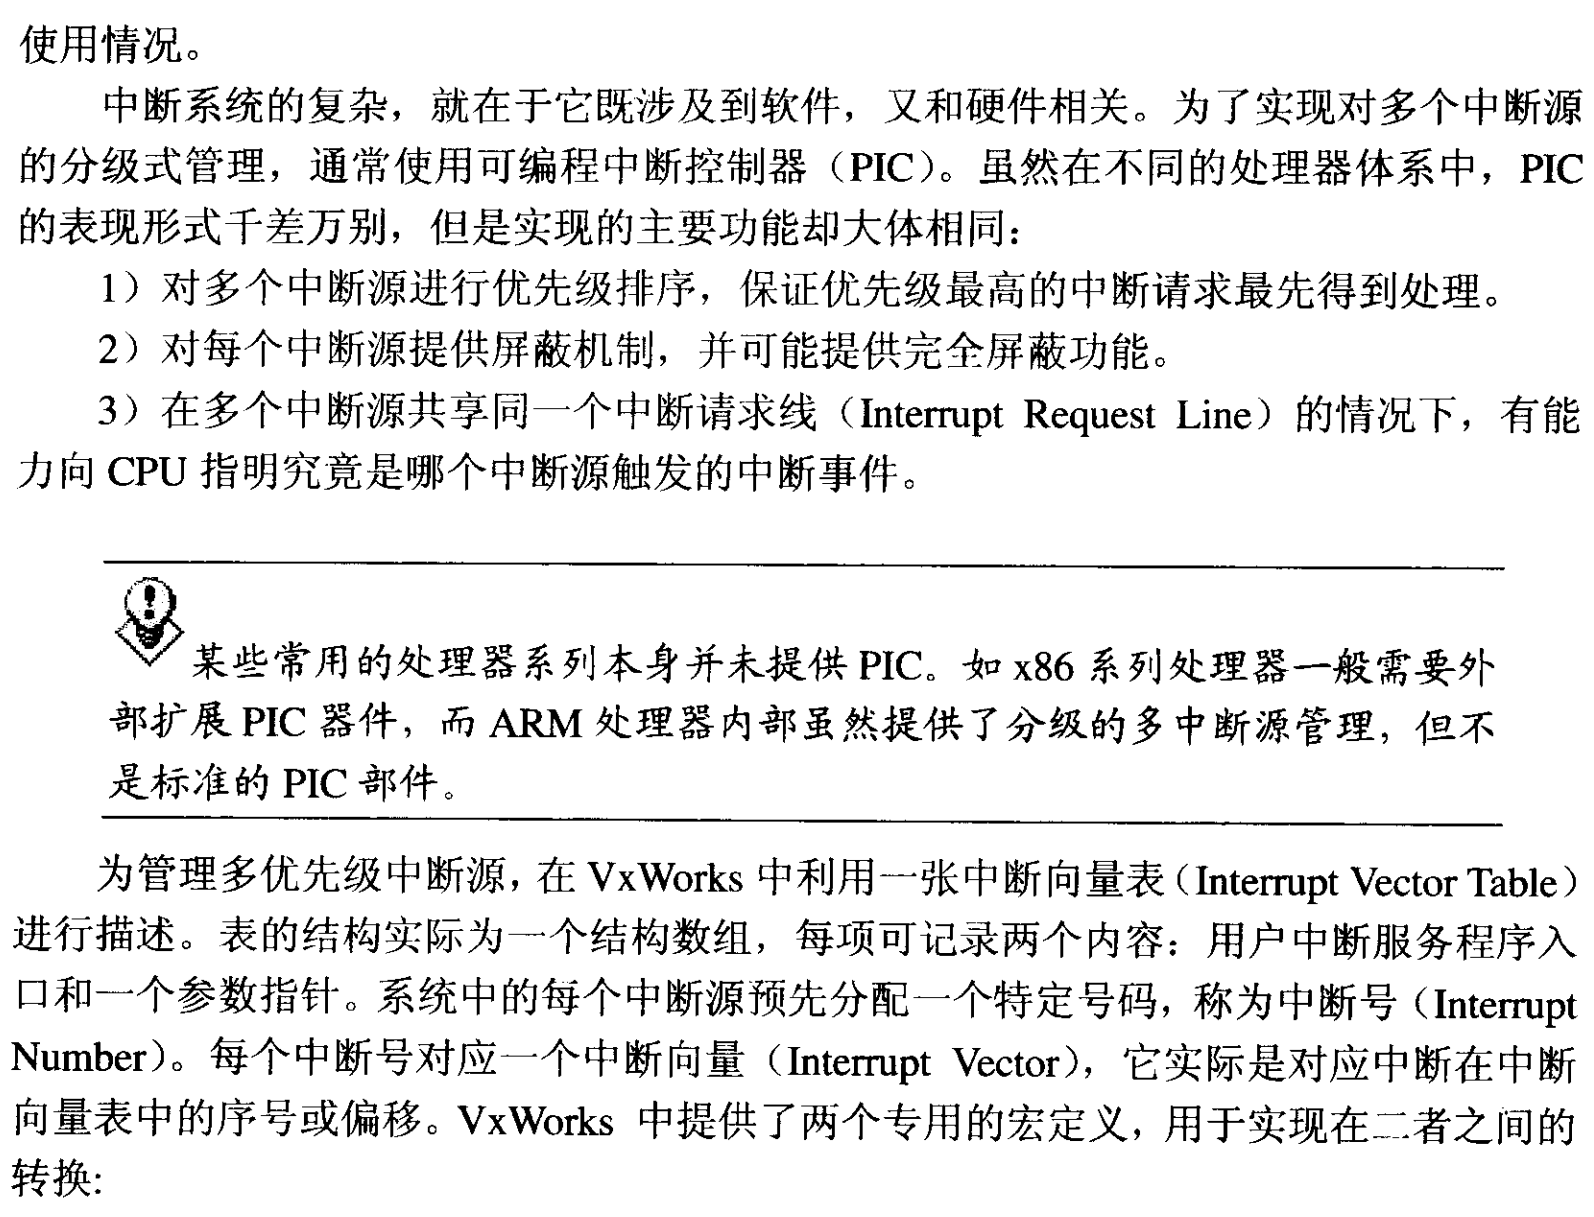 使用情况。
中断系统的复杂，就在于它既涉及到软件，又和硬件相关。为了实现对多个中断源
的分级式管理，通常使用可编程中断控制器（PIC）。虽然在不同的处理器体系中，PIC
的表现形式千差万别，但是实现的主要功能却大体相同：
1）对多个中断源进行优先级排序，保证优先级最高的中断请求最先得到处理。
2）对每个中断源提供屏蔽机制，并可能提供完全屏蔽功能。
3）在多个中断源共享同一个中断请求线（Interrupt Request Line）的情况下，有能
力向 CPU 指明究竟是哪个中断源触发的中断事件。
某些常用的处理器系列本身并未提供 PIC。如 x86 系列处理器一般需要外
部扩展 PIC 器件，而 ARM 处理器内部虽然提供了分级的多中断源管理，但不
是标准的 PIC 部件。
为管理多优先级中断源，在 VxWorks 中利用一张中断向量表（Interrupt Vector Table）
进行描述。表的结构实际为一个结构数组，每项可记录两个内容：用户中断服务程序入
口和一个参数指针。系统中的每个中断源预先分配一个特定号码，称为中断号（Interrupt
Number）。每个中断号对应一个中断向量（Interrupt Vector），它实际是对应中断在中断
向量表中的序号或偏移。VxWorks 中提供了两个专用的宏定义，用于实现在二者之间的
转换: